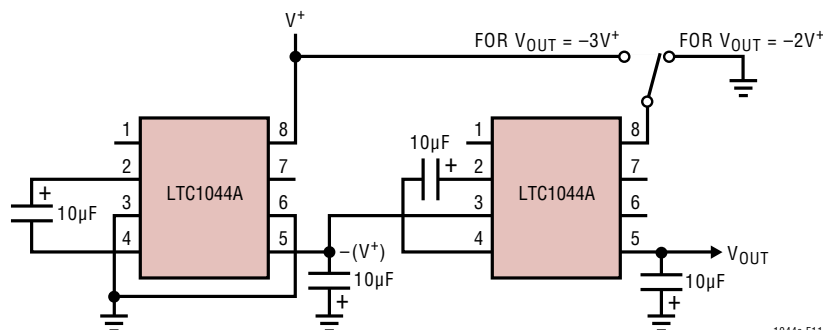 V+
FOR VOUT = –3V+
FOR VOUT = –2V+
1
8
2
7
3
6
4
5
LTC1044A
+
10µF
–(V+)
10µF
+
10µF
+
1
8
2
7
3
6
4
5
LTC1044A
VOUT
10µF
+